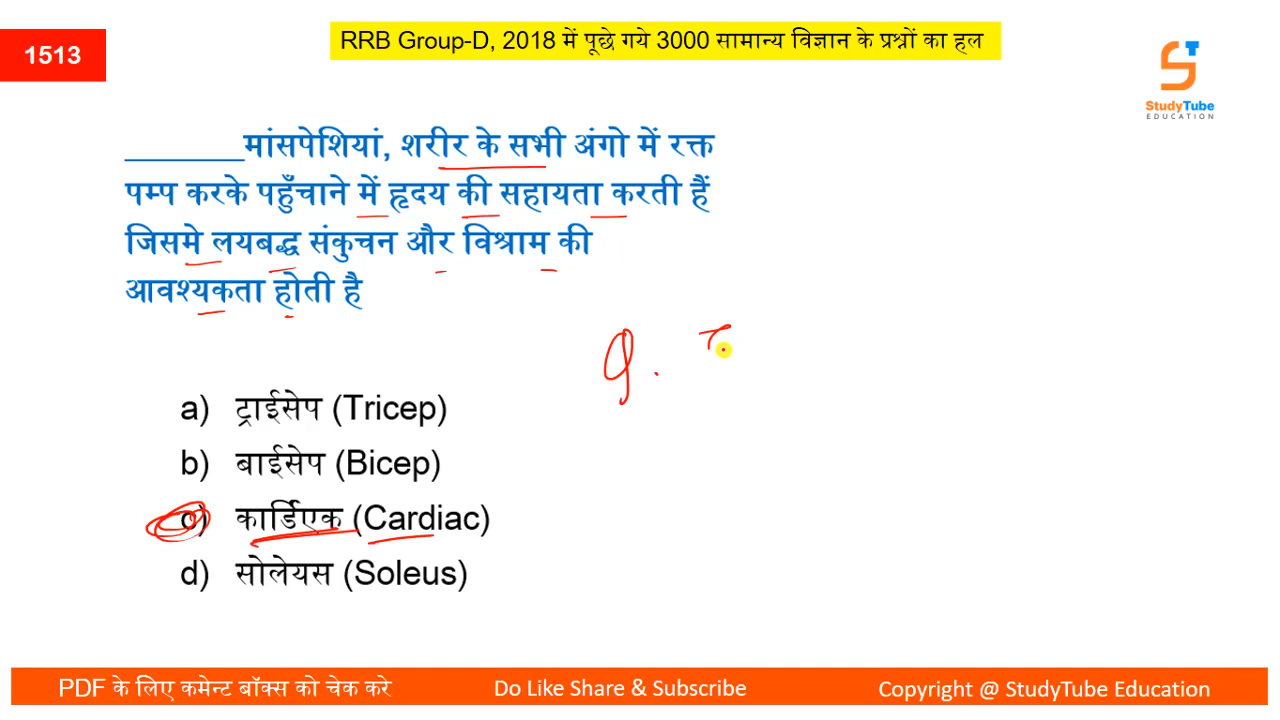 1513
RRB Group-D, 2018 में पूछे गये 3000 सामान्य विज्ञान के प्रश्नों का हल
StudyTube
EDUCATION
______मांसपेशियां, शरीर के सभी अंगो में रक्त
पम्प करके पहुँचाने में हृदय की सहायता करती हैं
जिसमे लयबद्ध संकुचन और विश्राम की
आवश्यकता होती है
a) ट्राईसेप (Tricep)
b) बाईसेप (Bicep)
c) कार्डिएक (Cardiac)
d) सोलेयस (Soleus)
PDF के लिए कमेन्ट बॉक्स को चेक करे
Do Like Share & Subscribe
Copyright @ StudyTube Education